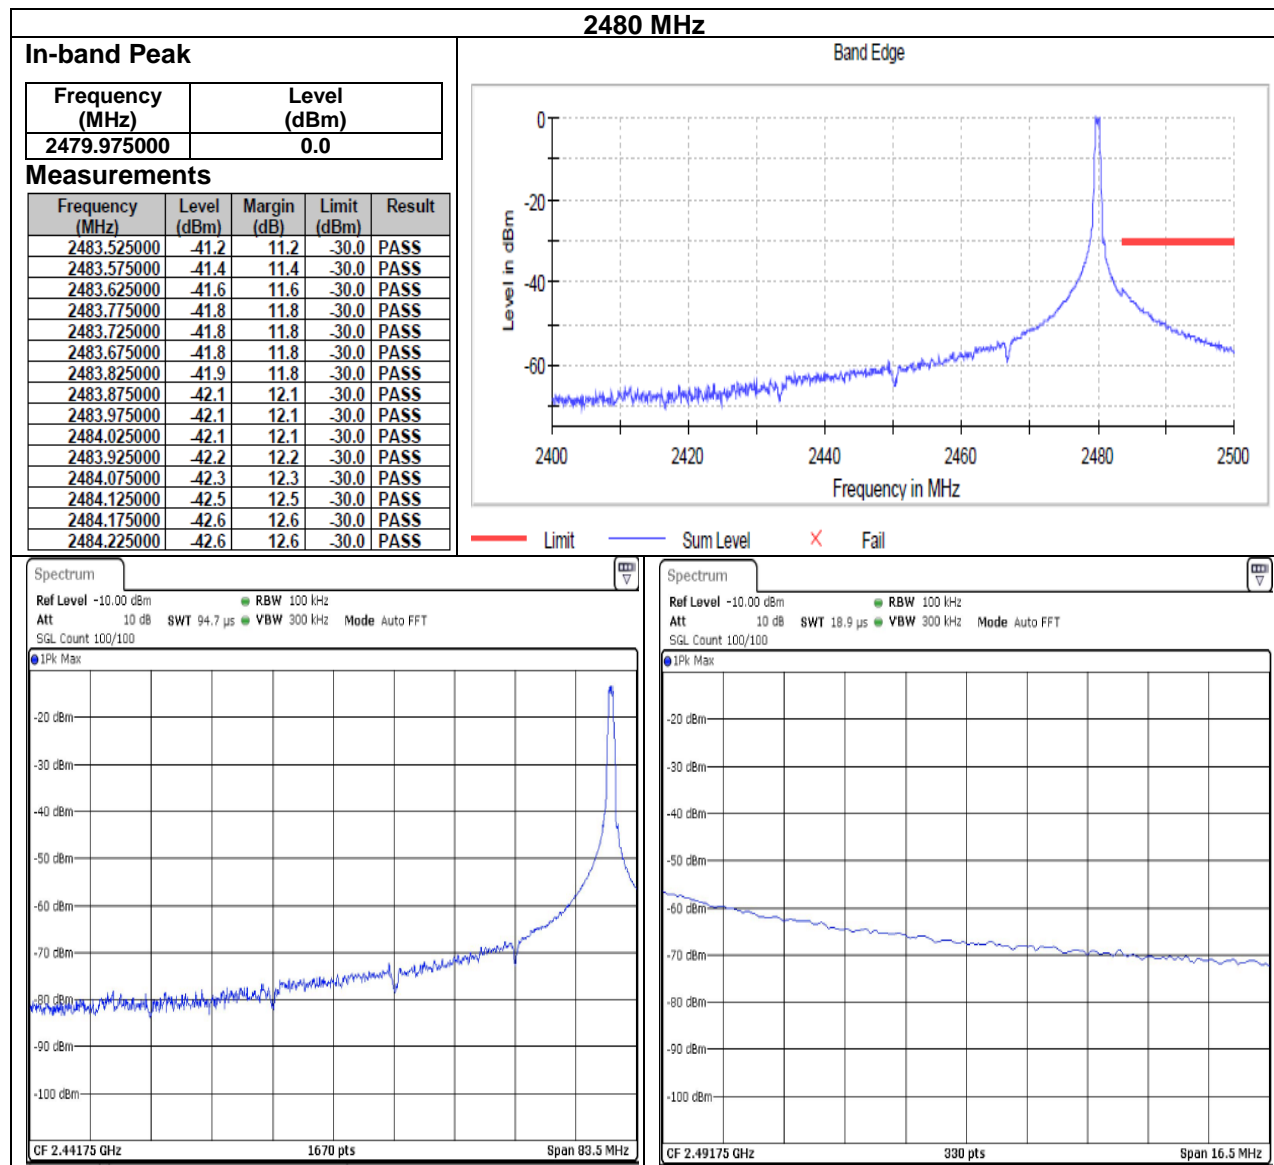 2480 MHz
In-band Peak
Frequency (MHz) Level (dBm)
2479.975000 0.0
Measurements
Frequency (MHz) Level (dBm) Margin (dB) Limit (dBm) Result
2483.525000 -41.2 11.2 -30.0 PASS
2483.575000 -41.4 11.4 -30.0 PASS
2483.625000 -41.6 11.6 -30.0 PASS
2483.775000 -41.8 11.8 -30.0 PASS
2483.725000 -41.8 11.8 -30.0 PASS
2483.675000 -41.8 11.8 -30.0 PASS
2483.825000 -41.9 11.8 -30.0 PASS
2483.875000 -42.1 12.1 -30.0 PASS
2483.975000 -42.1 12.1 -30.0 PASS
2484.025000 -42.1 12.1 -30.0 PASS
2483.925000 -42.2 12.2 -30.0 PASS
2484.075000 -42.3 12.3 -30.0 PASS
2484.125000 -42.5 12.5 -30.0 PASS
2484.175000 -42.6 12.6 -30.0 PASS
2484.225000 -42.6 12.6 -30.0 PASS
Band Edge
Level in dBm
0
-20
-40
-60
2400 2420 2440 2460 2480 2500
Frequency in MHz
Limit Sum Level Fail
Spectrum
Ref Level -10.00 dBm RBW 100 kHz
Att 10 dB SWT 94.7 µs VBW 300 kHz Mode Auto FFT
SGL Count 100/100
1Pk Max
-20 dBm
-30 dBm
-40 dBm
-50 dBm
-60 dBm
-70 dBm
-80 dBm
-90 dBm
-100 dBm
CF 2.44175 GHz 1670 pts Span 83.5 MHz
Spectrum
Ref Level -10.00 dBm RBW 100 kHz
Att 10 dB SWT 18.9 µs VBW 300 kHz Mode Auto FFT
SGL Count 100/100
1Pk Max
-20 dBm
-30 dBm
-40 dBm
-50 dBm
-60 dBm
-70 dBm
-80 dBm
-90 dBm
-100 dBm
CF 2.49175 GHz 330 pts Span 16.5 MHz